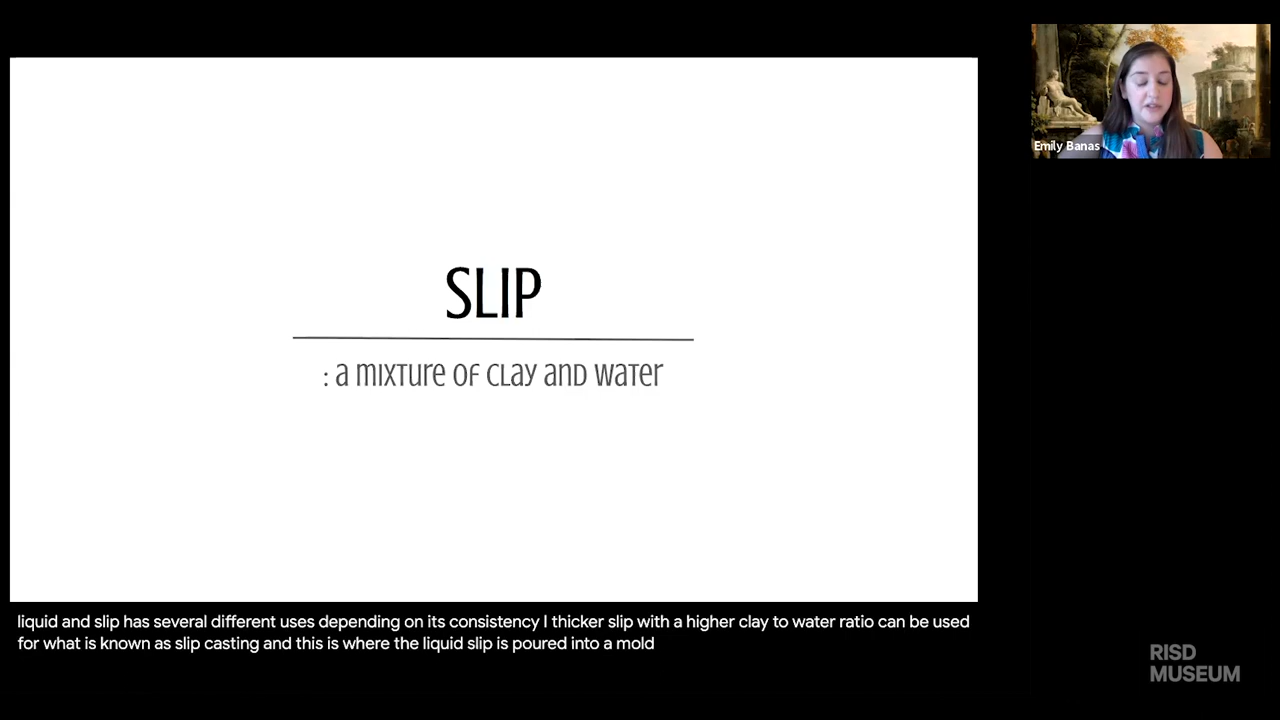 SLIP
: a mixture of clay and water
Emily Banas
liquid and slip has several different uses depending on its consistency I thicker slip with a higher clay to water ratio can be used
for what is known as slip casting and this is where the liquid slip is poured into a mold
RISD
MUSEUM